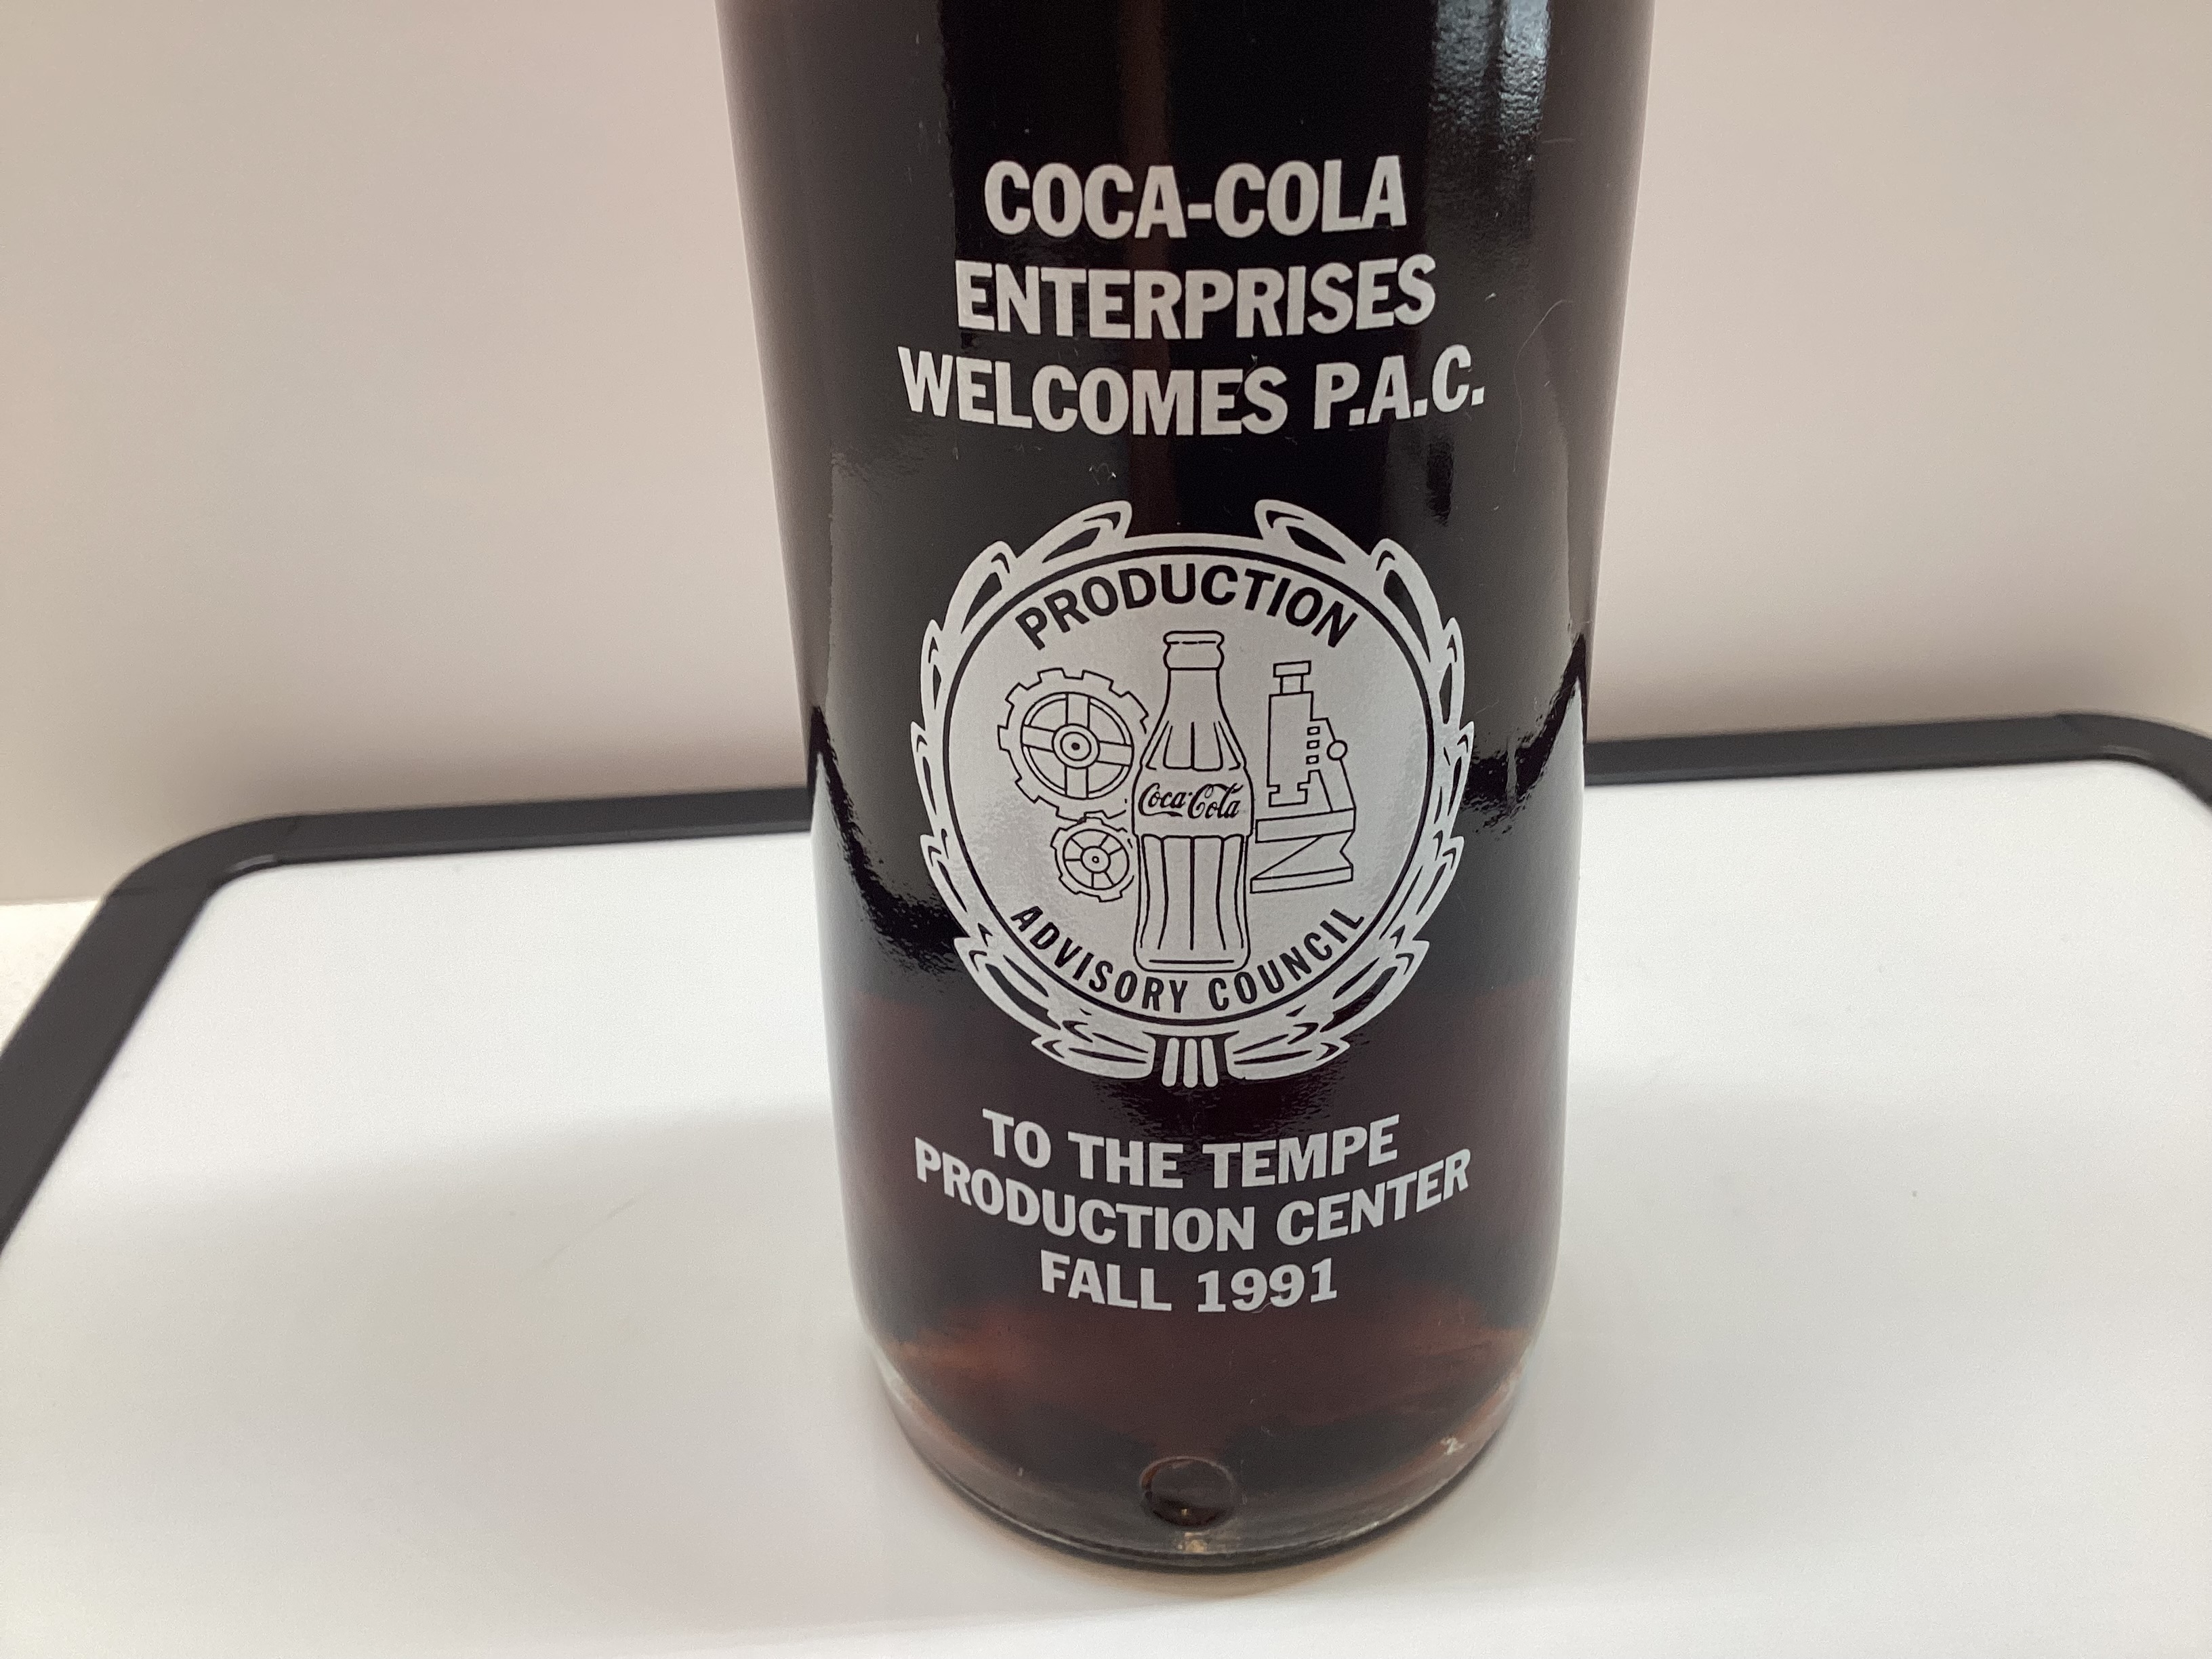 COCA-COLA
ENTERPRISES
WELCOMES P.A.C.
PRODUCTION
Coca-Cola
ADVISORY COUNCIL
TO THE TEMPE
PRODUCTION CENTER
FALL 1991